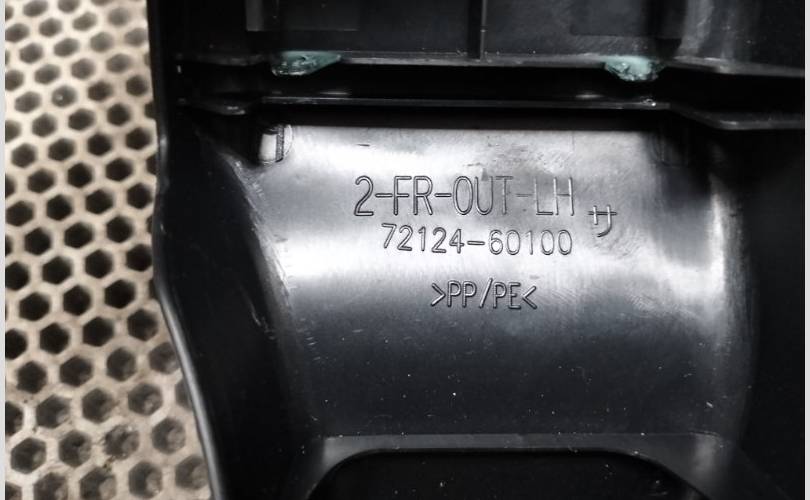 2-FR-OUT-LH サ
72124-60100
>PP/PE<